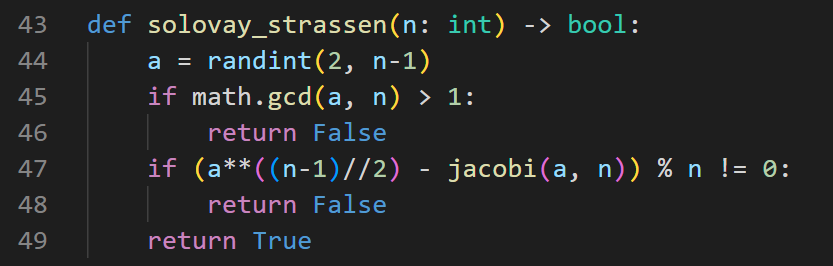 43 def solovay_strassen(n: int) -> bool:
44     a = randint(2, n-1)
45     if math.gcd(a, n) > 1:
46         return False
47     if (a**((n-1)//2) - jacobi(a, n)) % n != 0:
48         return False
49     return True